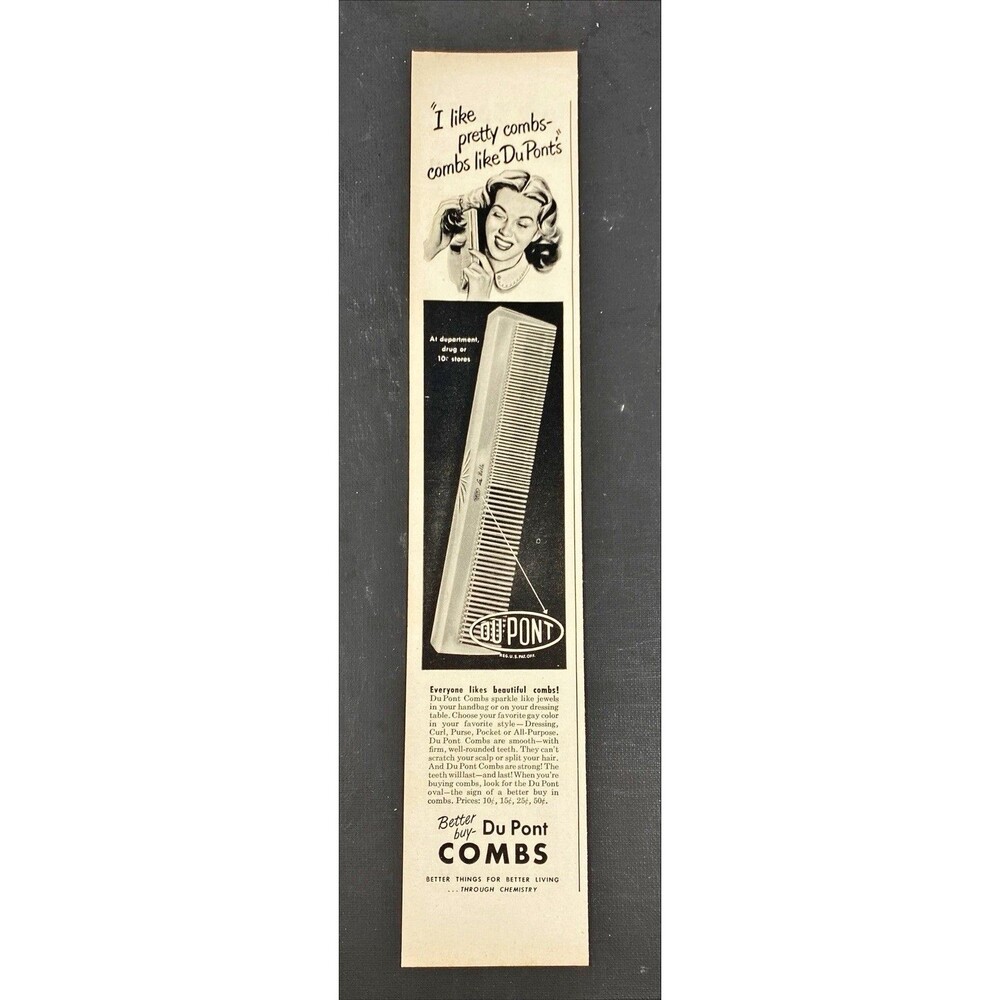 "I like
pretty combs-
combs like Du Pont's"
At department,
drug or
10¢ stores
DU PONT
REG. U.S. PAT. OFF.
Everyone likes beautiful combs!
Du Pont Combs sparkle like jewels
in your handbag or on your dressing
table. Choose your favorite gay color
in your favorite style—Dressing,
Curl, Purse, Pocket or All-Purpose.
Du Pont Combs are smooth—with
firm, well-rounded teeth. They can't
scratch your scalp or split your hair.
And Du Pont Combs are strong! The
teeth will last—and last! When you're
buying combs, look for the Du Pont
oval—the sign of a better buy in
combs. Prices: 10¢, 15¢, 25¢, 50¢.
Better
buy- Du Pont
COMBS
BETTER THINGS FOR BETTER LIVING
...THROUGH CHEMISTRY